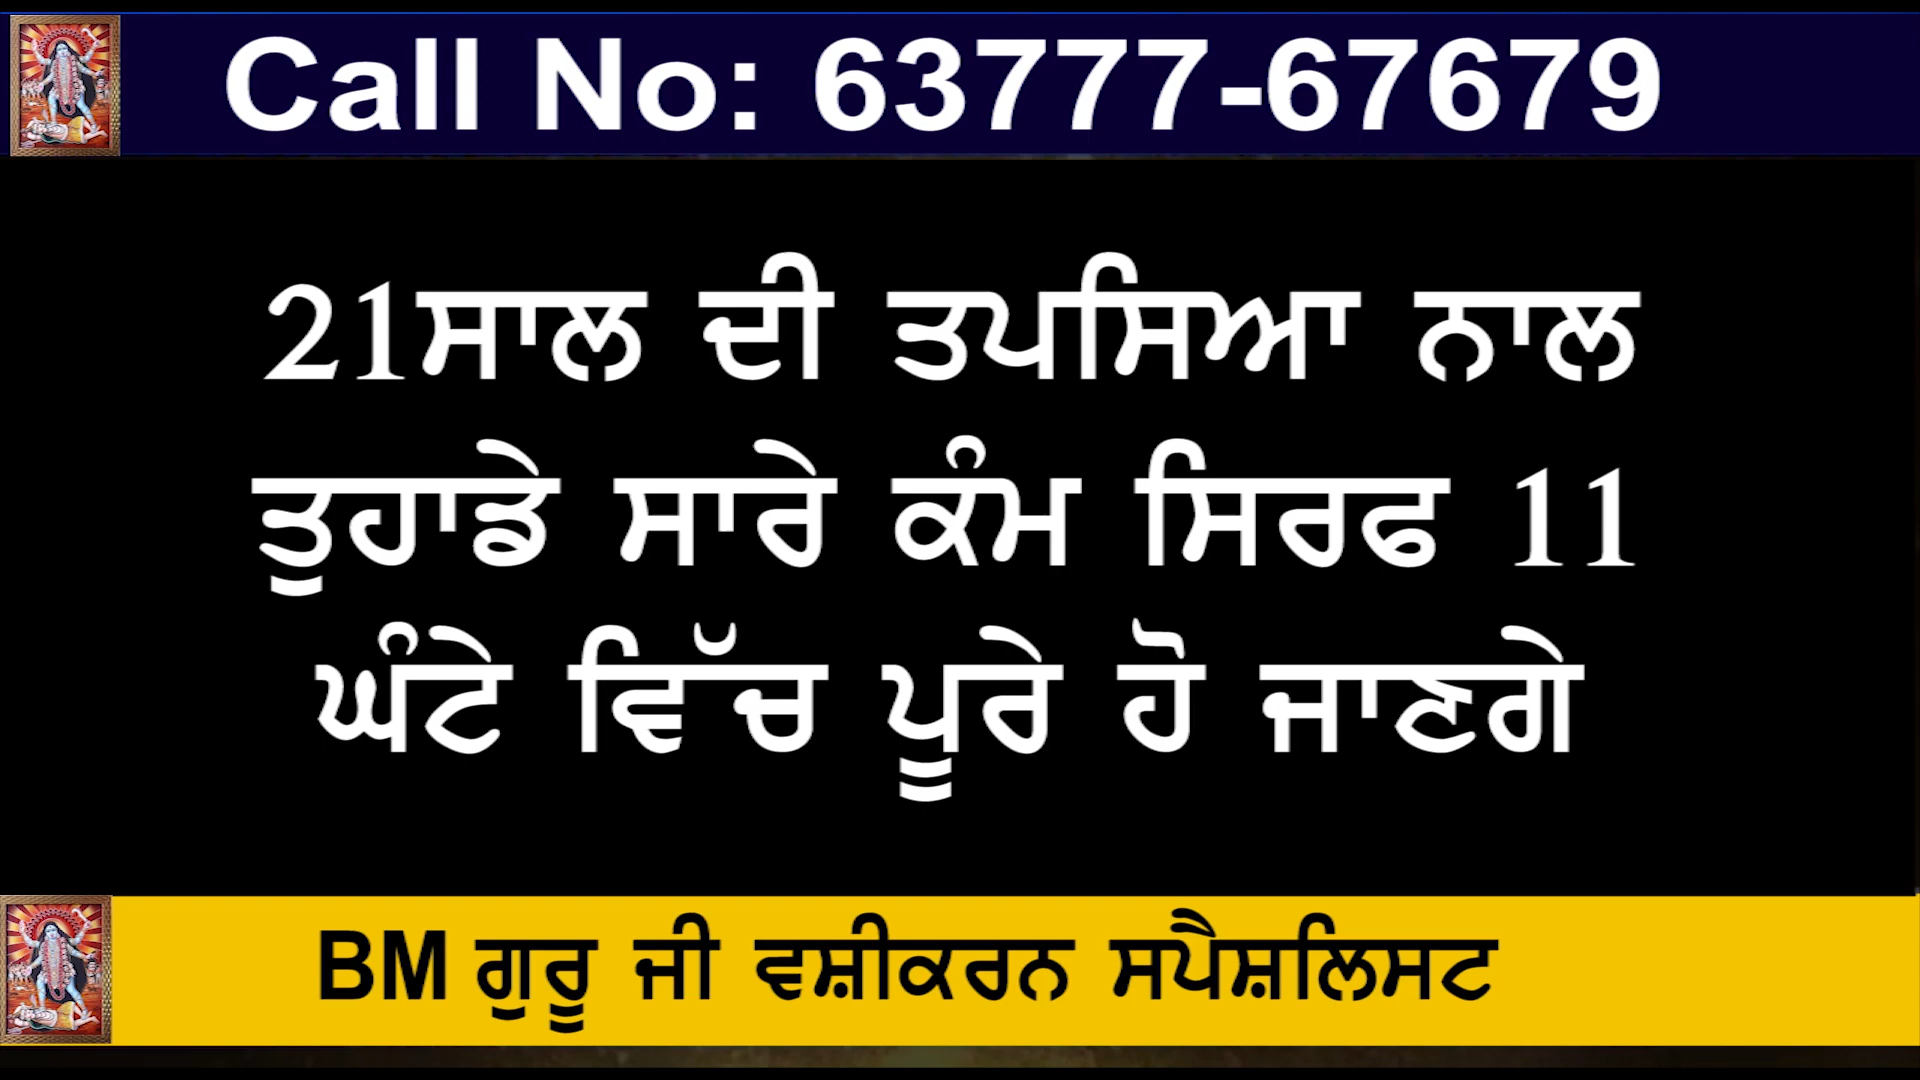 Call No: 63777-67679
21ਸਾਲ ਦੀ ਤਪਸਿਆ ਨਾਲ
ਤੁਹਾਡੇ ਸਾਰੇ ਕੰਮ ਸਿਰਫ 11
ਘੰਟੇ ਵਿੱਚ ਪੂਰੇ ਹੋ ਜਾਣਗੇ
BM ਗੁਰੂ ਜੀ ਵਸ਼ੀਕਰਨ ਸਪੈਸ਼ਲਿਸਟ